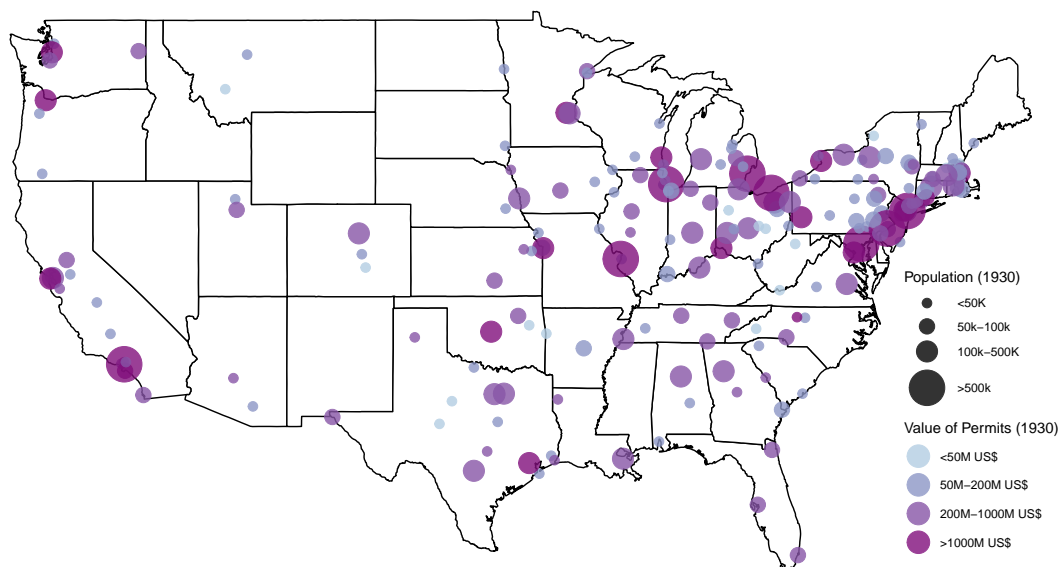 Population (1930)
<50K
50k–100k
100k–500K
>500k
Value of Permits (1930)
<50M US$
50M–200M US$
200M–1000M US$
>1000M US$